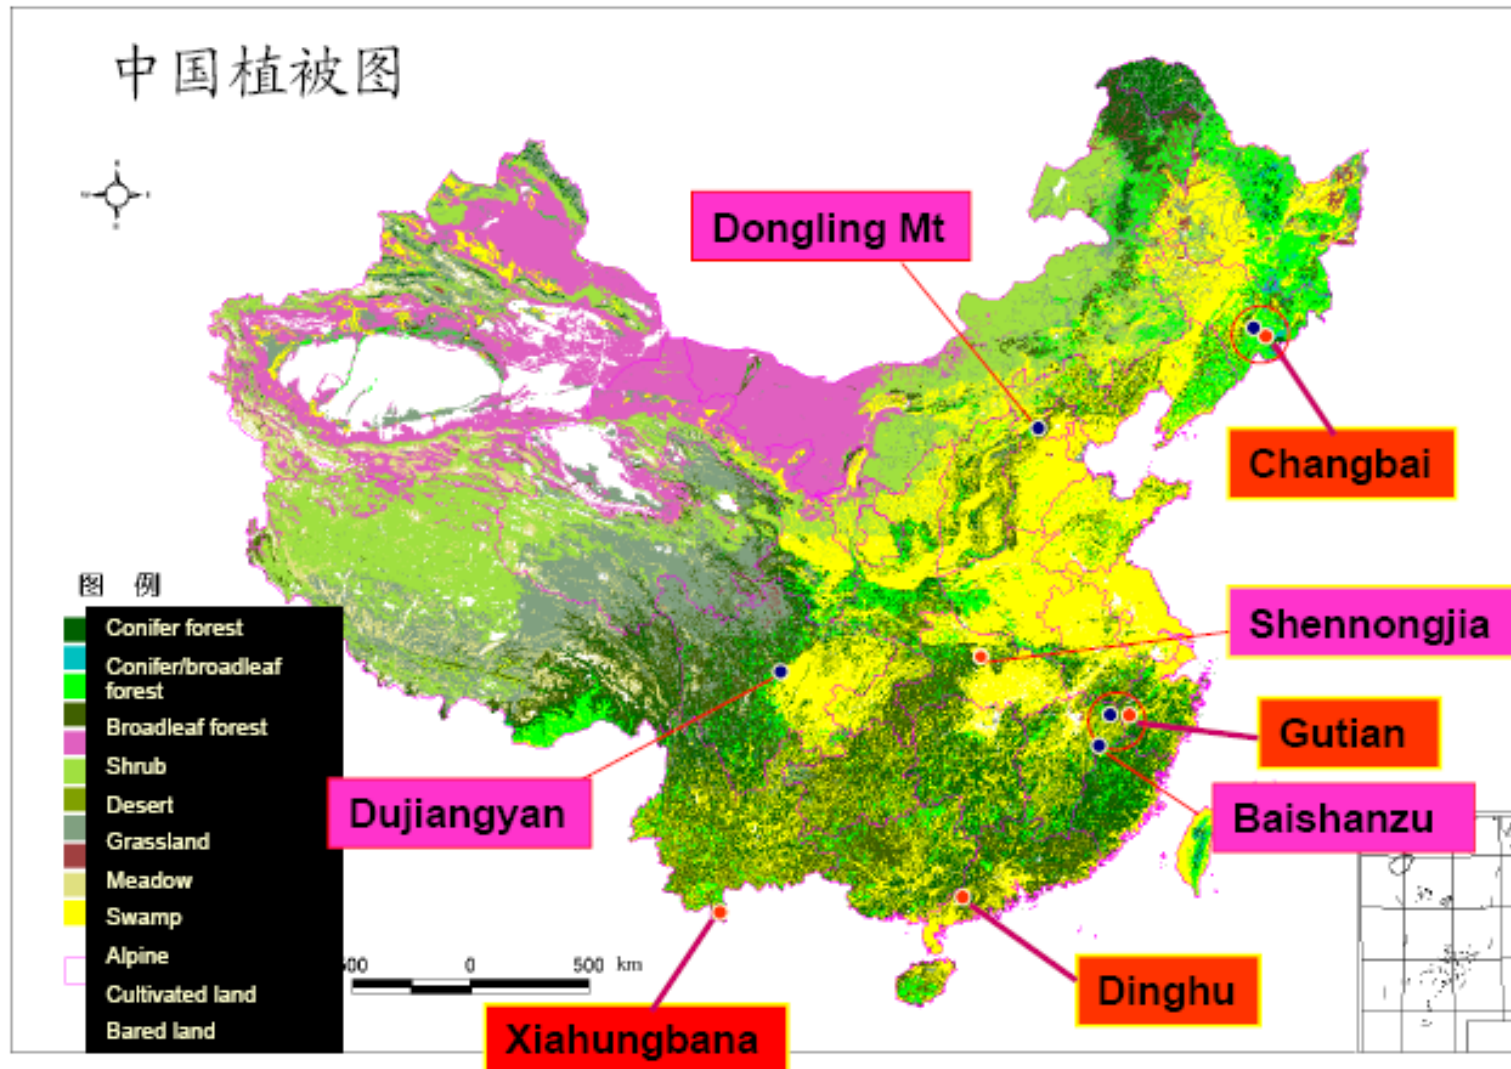 中国植被图
Dongling Mt
Changbai
Shennongjia
Gutian
Baishanzu
Dujiangyan
Dinghu
Xiahungbana
图 例
Conifer forest
Conifer/broadleaf
forest
Broadleaf forest
Shrub
Desert
Grassland
Meadow
Swamp
Alpine
Cultivated land
Bared land
0 500 km